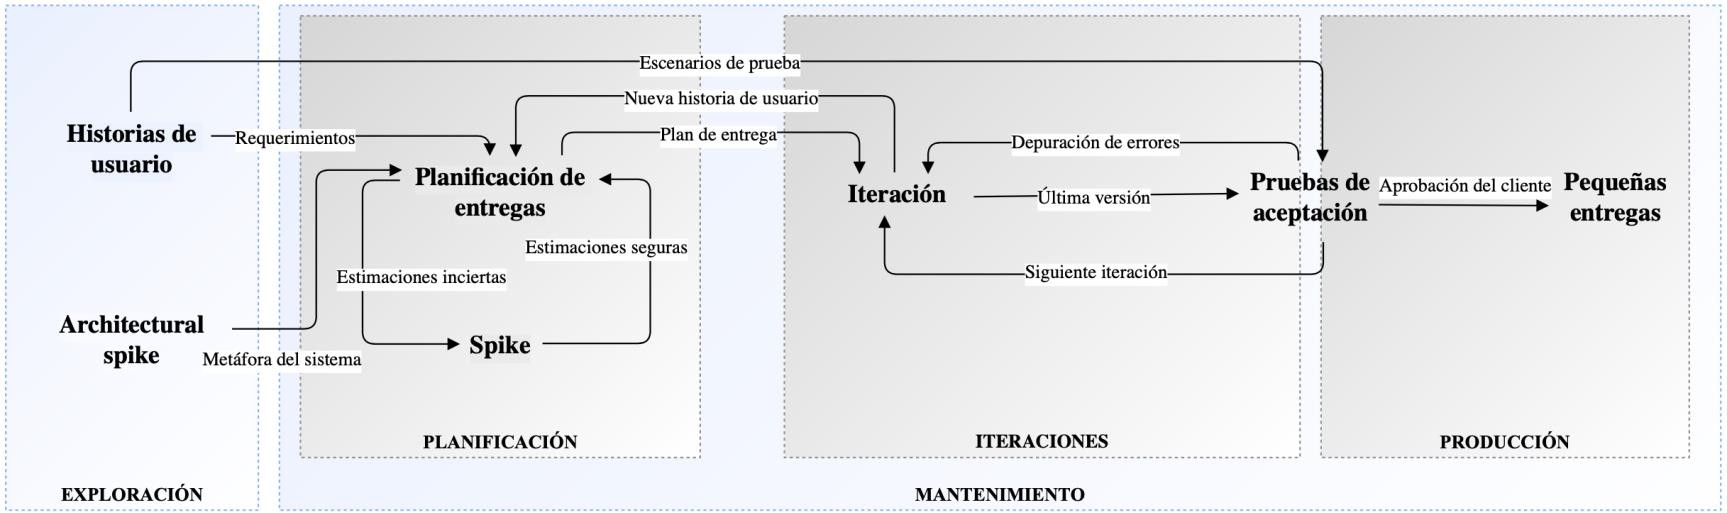 Escenarios de prueba
Nueva historia de usuario
Historias de
usuario
Requerimientos
Plan de entrega
Depuración de errores
Planificación de
entregas
Iteración
Última versión
Pruebas de
aceptación
Aprobación del cliente
Pequeñas
entregas
Estimaciones seguras
Estimaciones inciertas
Siguiente iteración
Architectural
spike
Metáfora del sistema
Spike
PLANIFICACIÓN
ITERACIONES
PRODUCCIÓN
EXPLORACIÓN
MANTENIMIENTO